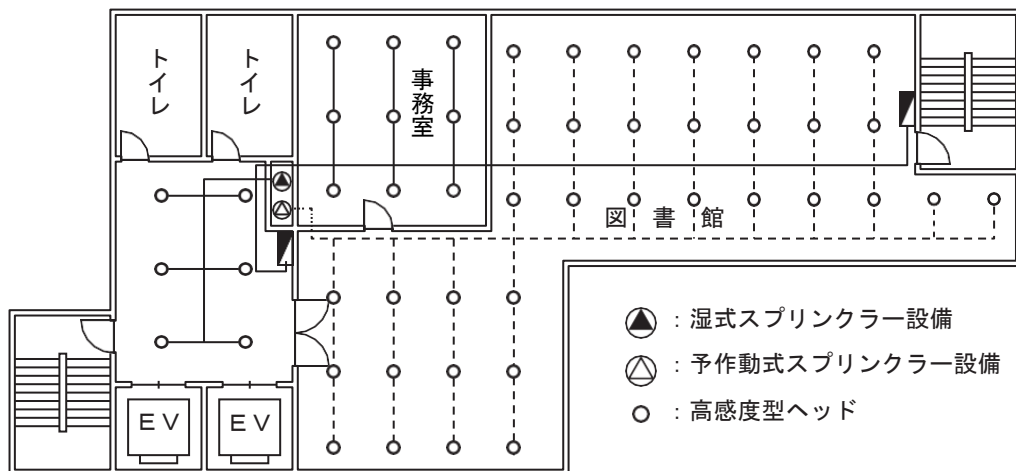 トイレ
トイレ
事務室
図書館
EV
EV
：湿式スプリンクラー設備
：予作動式スプリンクラー設備
：高感度型ヘッド